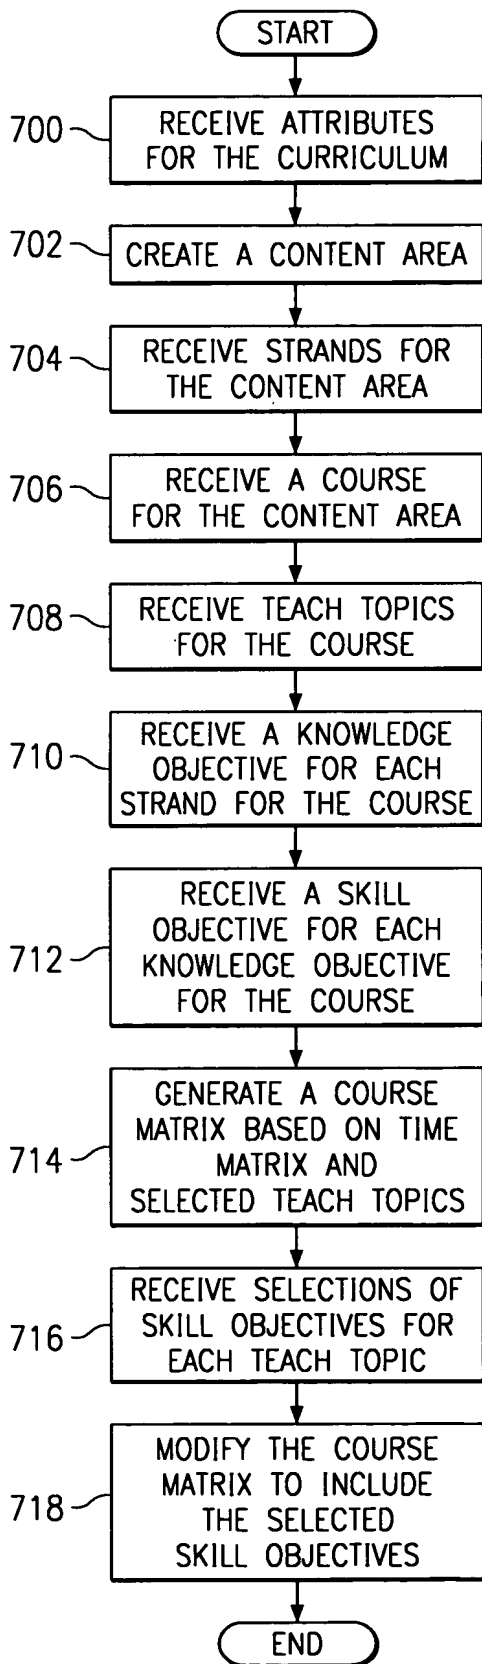 START
700
RECEIVE ATTRIBUTES
FOR THE CURRICULUM
702
CREATE A CONTENT AREA
704
RECEIVE STRANDS FOR
THE CONTENT AREA
706
RECEIVE A COURSE
FOR THE CONTENT AREA
708
RECEIVE TEACH TOPICS
FOR THE COURSE
710
RECEIVE A KNOWLEDGE
OBJECTIVE FOR EACH
STRAND FOR THE COURSE
712
RECEIVE A SKILL
OBJECTIVE FOR EACH
KNOWLEDGE OBJECTIVE
FOR THE COURSE
714
GENERATE A COURSE
MATRIX BASED ON TIME
MATRIX AND
SELECTED TEACH TOPICS
716
RECEIVE SELECTIONS OF
SKILL OBJECTIVES FOR
EACH TEACH TOPIC
718
MODIFY THE COURSE
MATRIX TO INCLUDE
THE SELECTED
SKILL OBJECTIVES
END